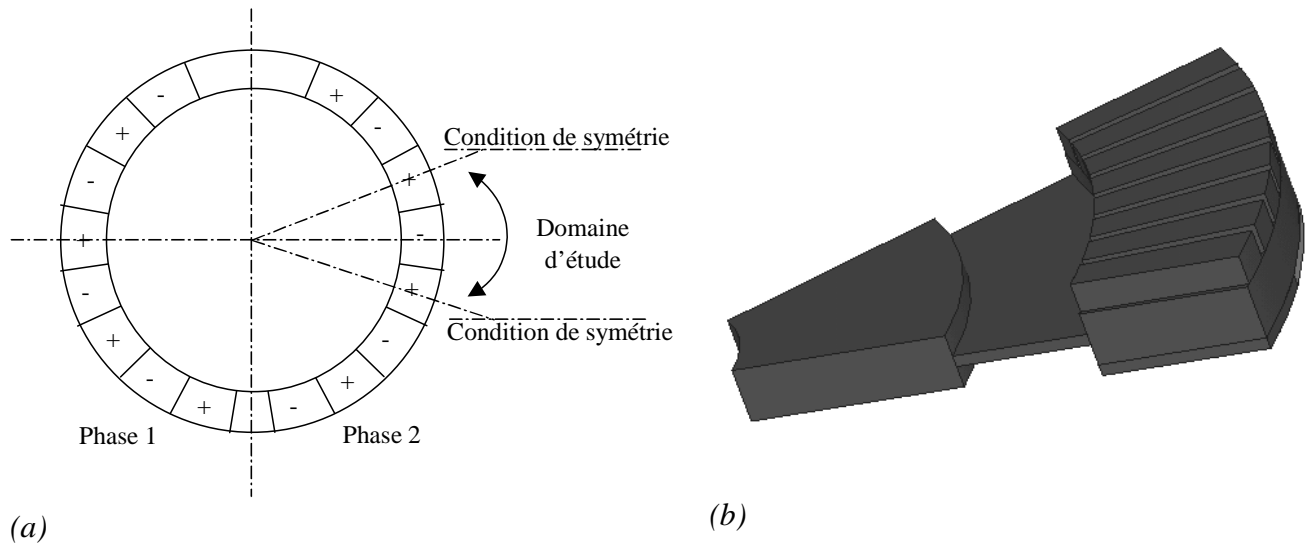 Condition de symétrie
Domaine
d’étude
Condition de symétrie
Phase 1
Phase 2
(a)
(b)
+
-
+
-
+
-
+
-
+
-
+
-
+
-
+
-
+
-